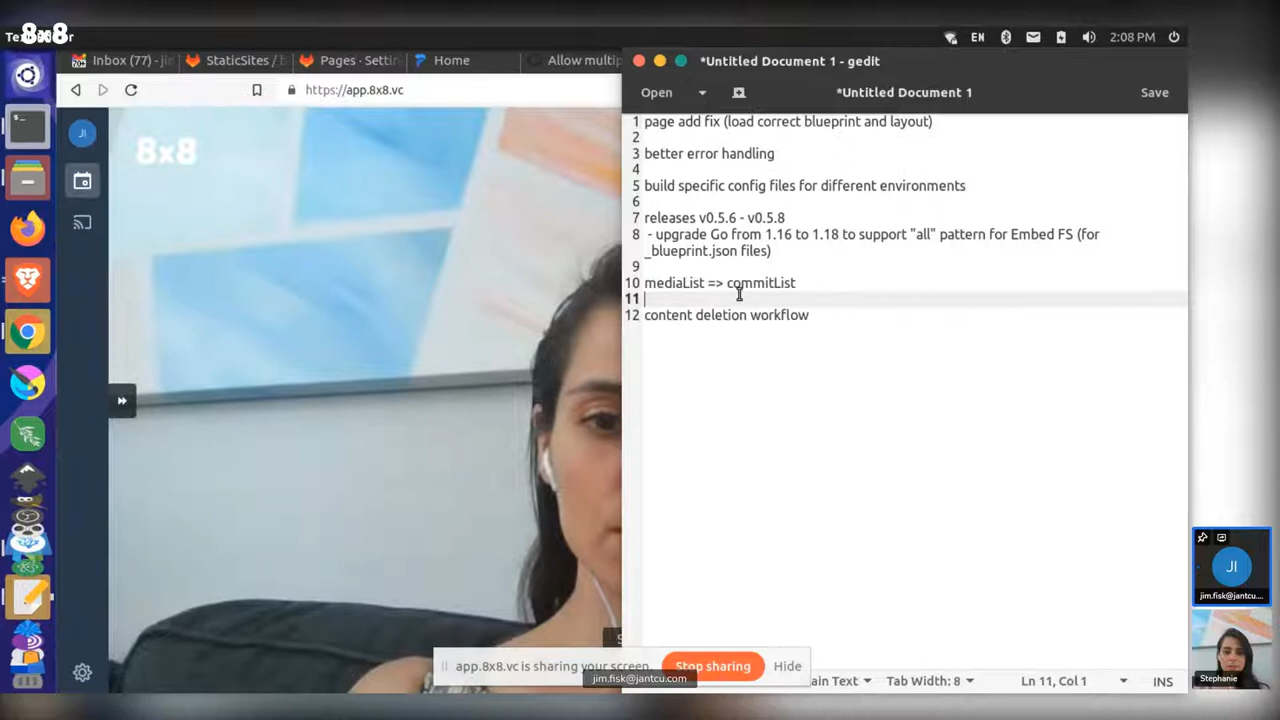 8x8
EN
2:08 PM
Inbox (77) - ji
StaticSites / b
Pages · Settin
Home
Allow multip
*Untitled Document 1 - gedit
https://app.8x8.vc
Open
*Untitled Document 1
Save
JI
8x8
1 page add fix (load correct blueprint and layout)
2
3 better error handling
4
5 build specific config files for different environments
6
7 releases v0.5.6 - v0.5.8
8 - upgrade Go from 1.16 to 1.18 to support "all" pattern for Embed FS (for
_blueprint.json files)
9
10 mediaList => commitList
11
12 content deletion workflow
JI
jim.fisk@jantcu....
app.8x8.vc is sharing your screen.
Stop sharing
Hide
jim.fisk@jantcu.com
ain Text
Tab Width: 8
Ln 11, Col 1
INS
Stephanie